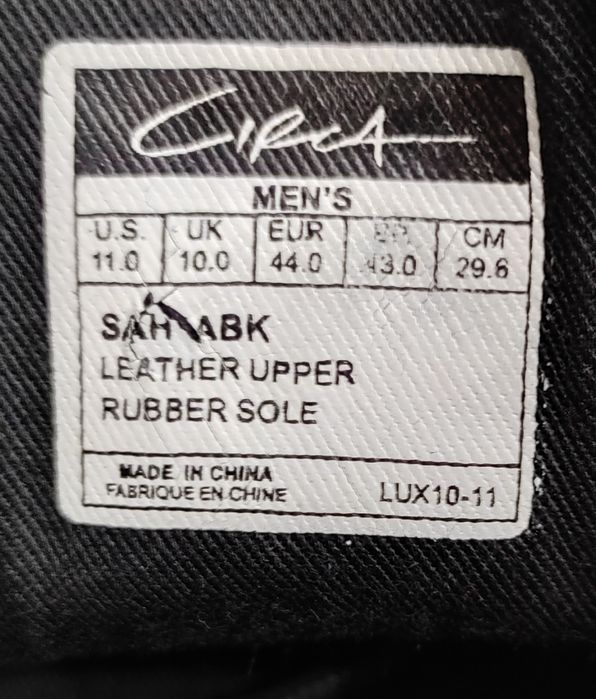 CIRCA
MEN'S
U.S. UK EUR CM
11.0 10.0 44.0 43.0 29.6
ABK
LEATHER UPPER
RUBBER SOLE
MADE IN CHINA
FABRIQUE EN CHINE LUX10-11